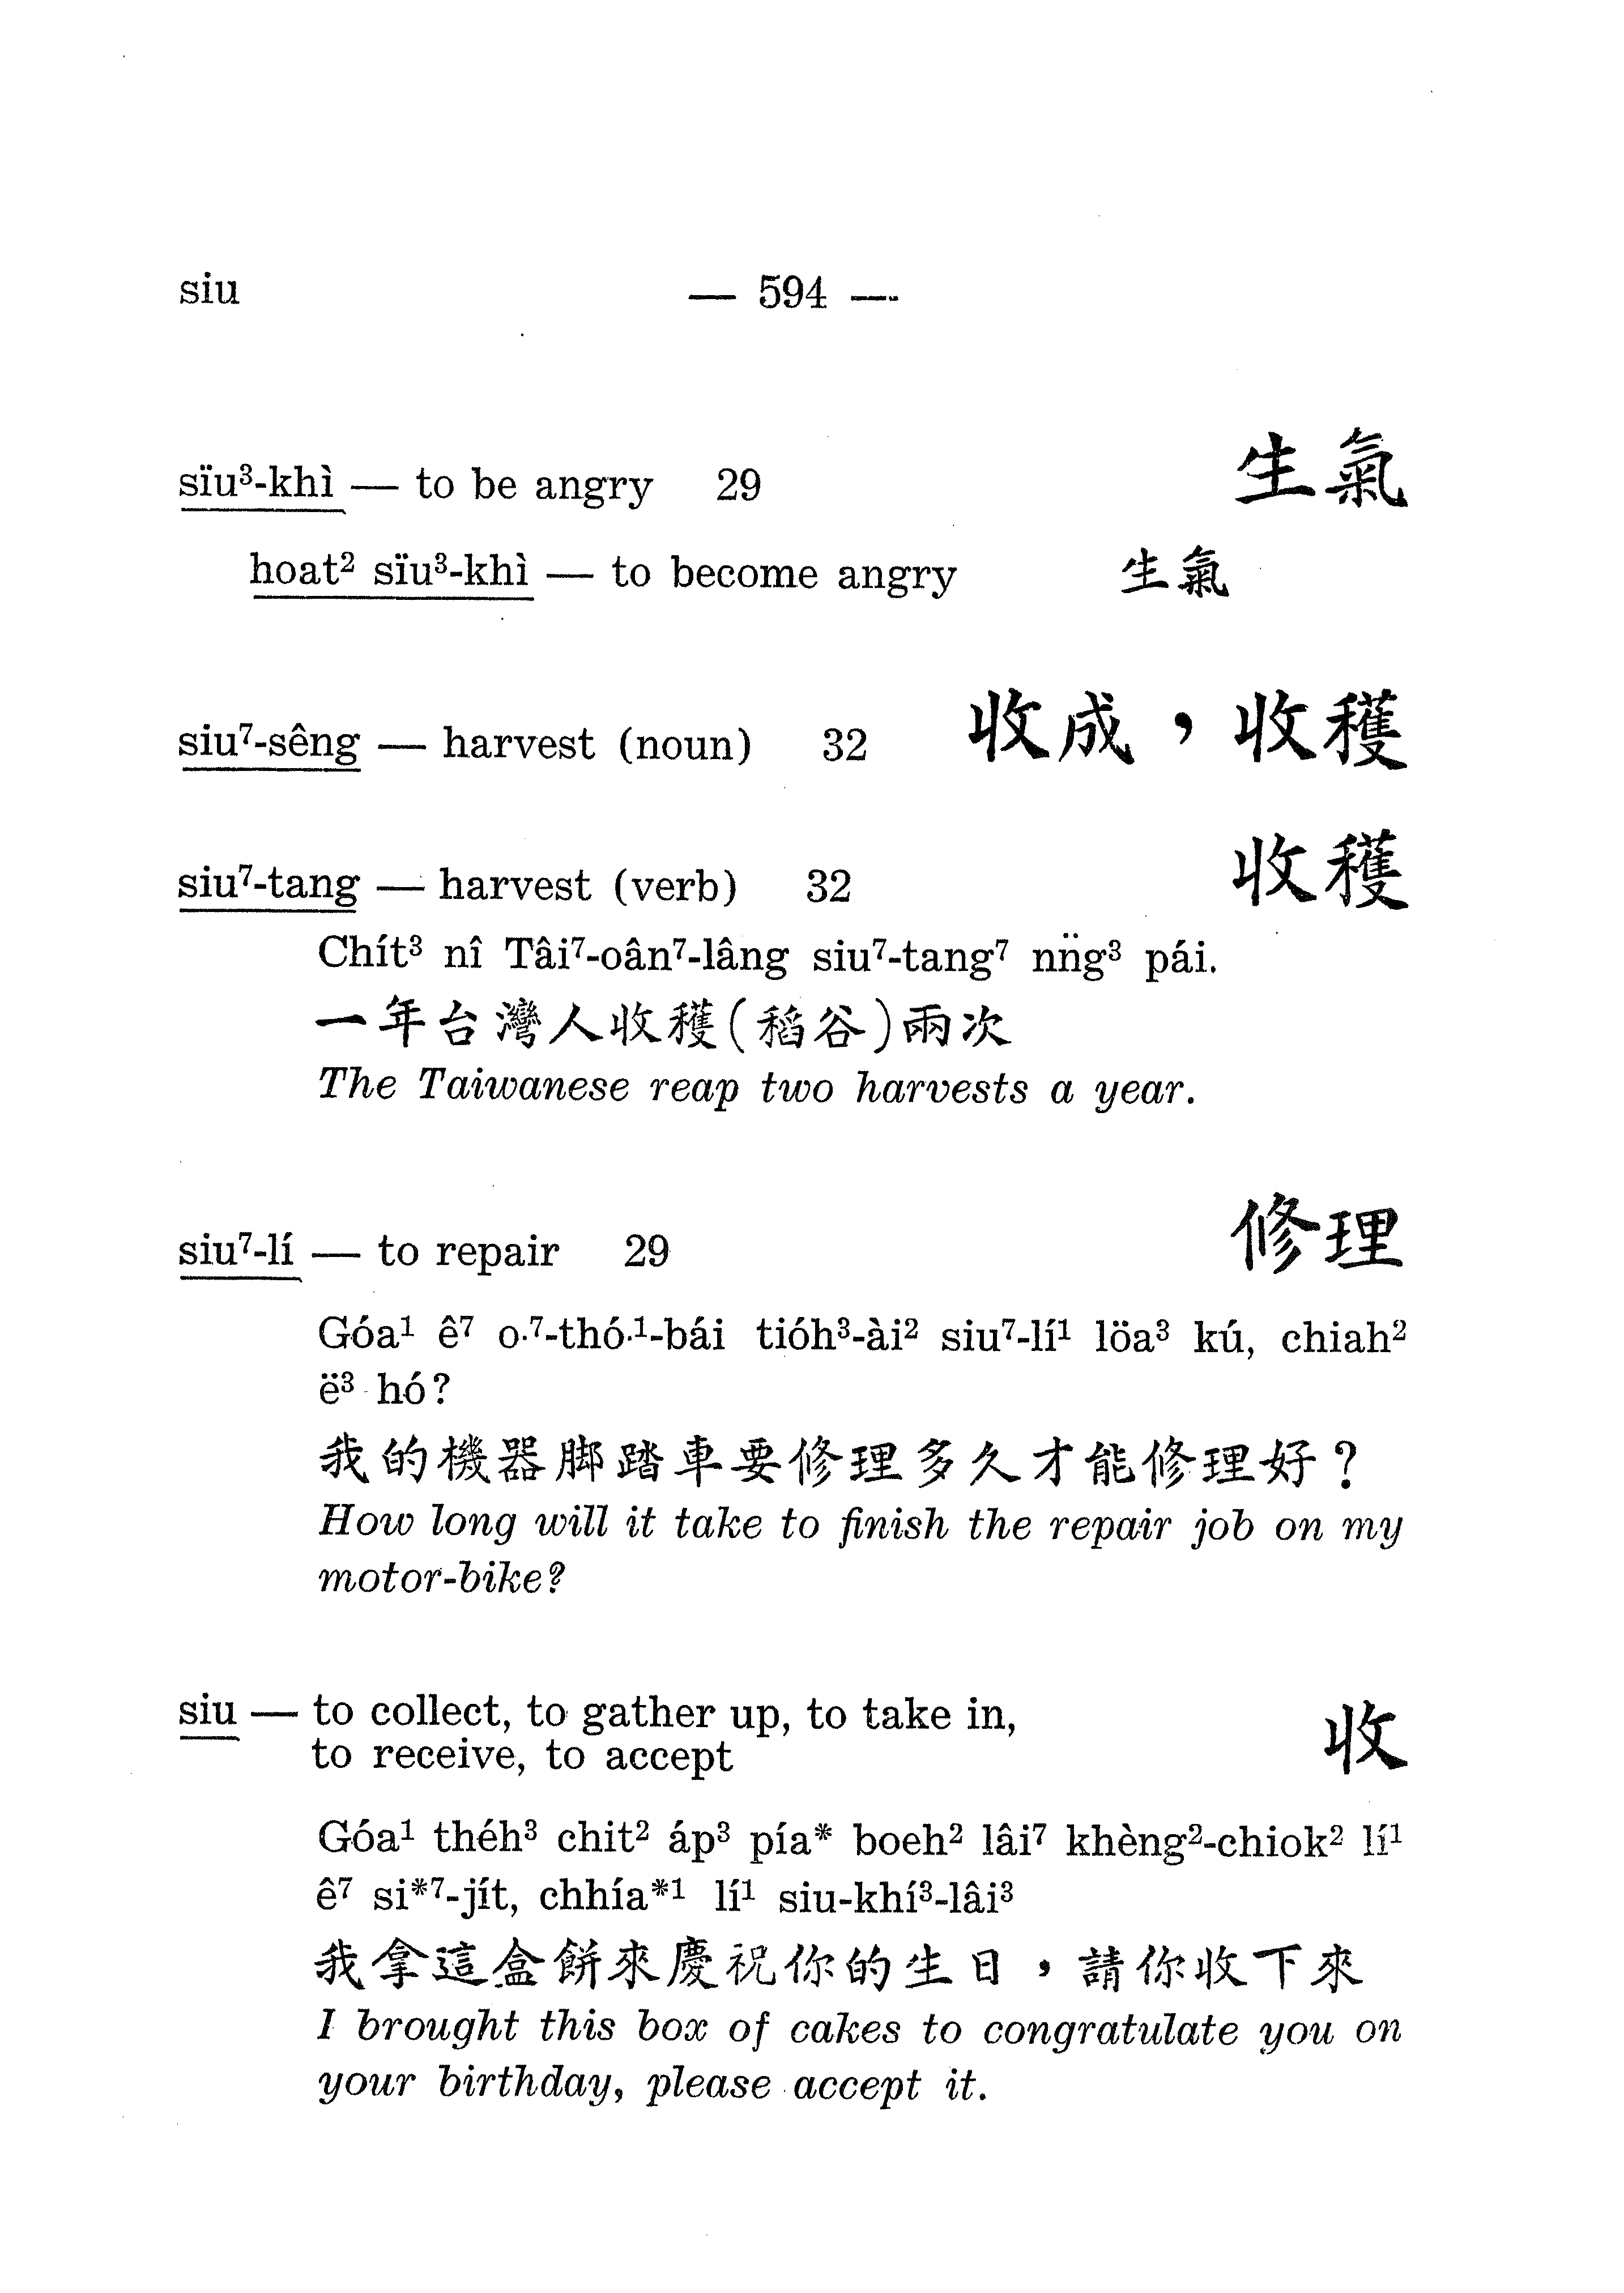 siu — 594 —
sïu³-khì — to be angry 29 生氣
hoat² sïu³-khì — to become angry 生氣
siu⁷-sêng — harvest (noun) 32 收成，收穫
siu⁷-tang — harvest (verb) 32 收穫
Chít³ nî Tâi⁷-oân⁷-lâng siu⁷-tang⁷ nn̈g³ pái.
一年台灣人收穫(稻谷)兩次
The Taiwanese reap two harvests a year.
siu⁷-lí — to repair 29 修理
Góa¹ ê⁷ o·⁷-thó·¹-bái tióh³-ài² siu⁷-lí¹ löa³ kú, chiah²
ë³ hó?
我的機器脚踏車要修理多久才能修理好?
How long will it take to finish the repair job on my
motor-bike?
siu — to collect, to gather up, to take in, 收
to receive, to accept
Góa¹ théh³ chit² áp³ pía* boeh² lâi⁷ khèng²-chiok² lí¹
ê⁷ si*⁷-jít, chhía*¹ lí¹ siu-khí³-lâi³
我拿這盒餅來慶祝你的生日，請你收下來
I brought this box of cakes to congratulate you on
your birthday, please accept it.